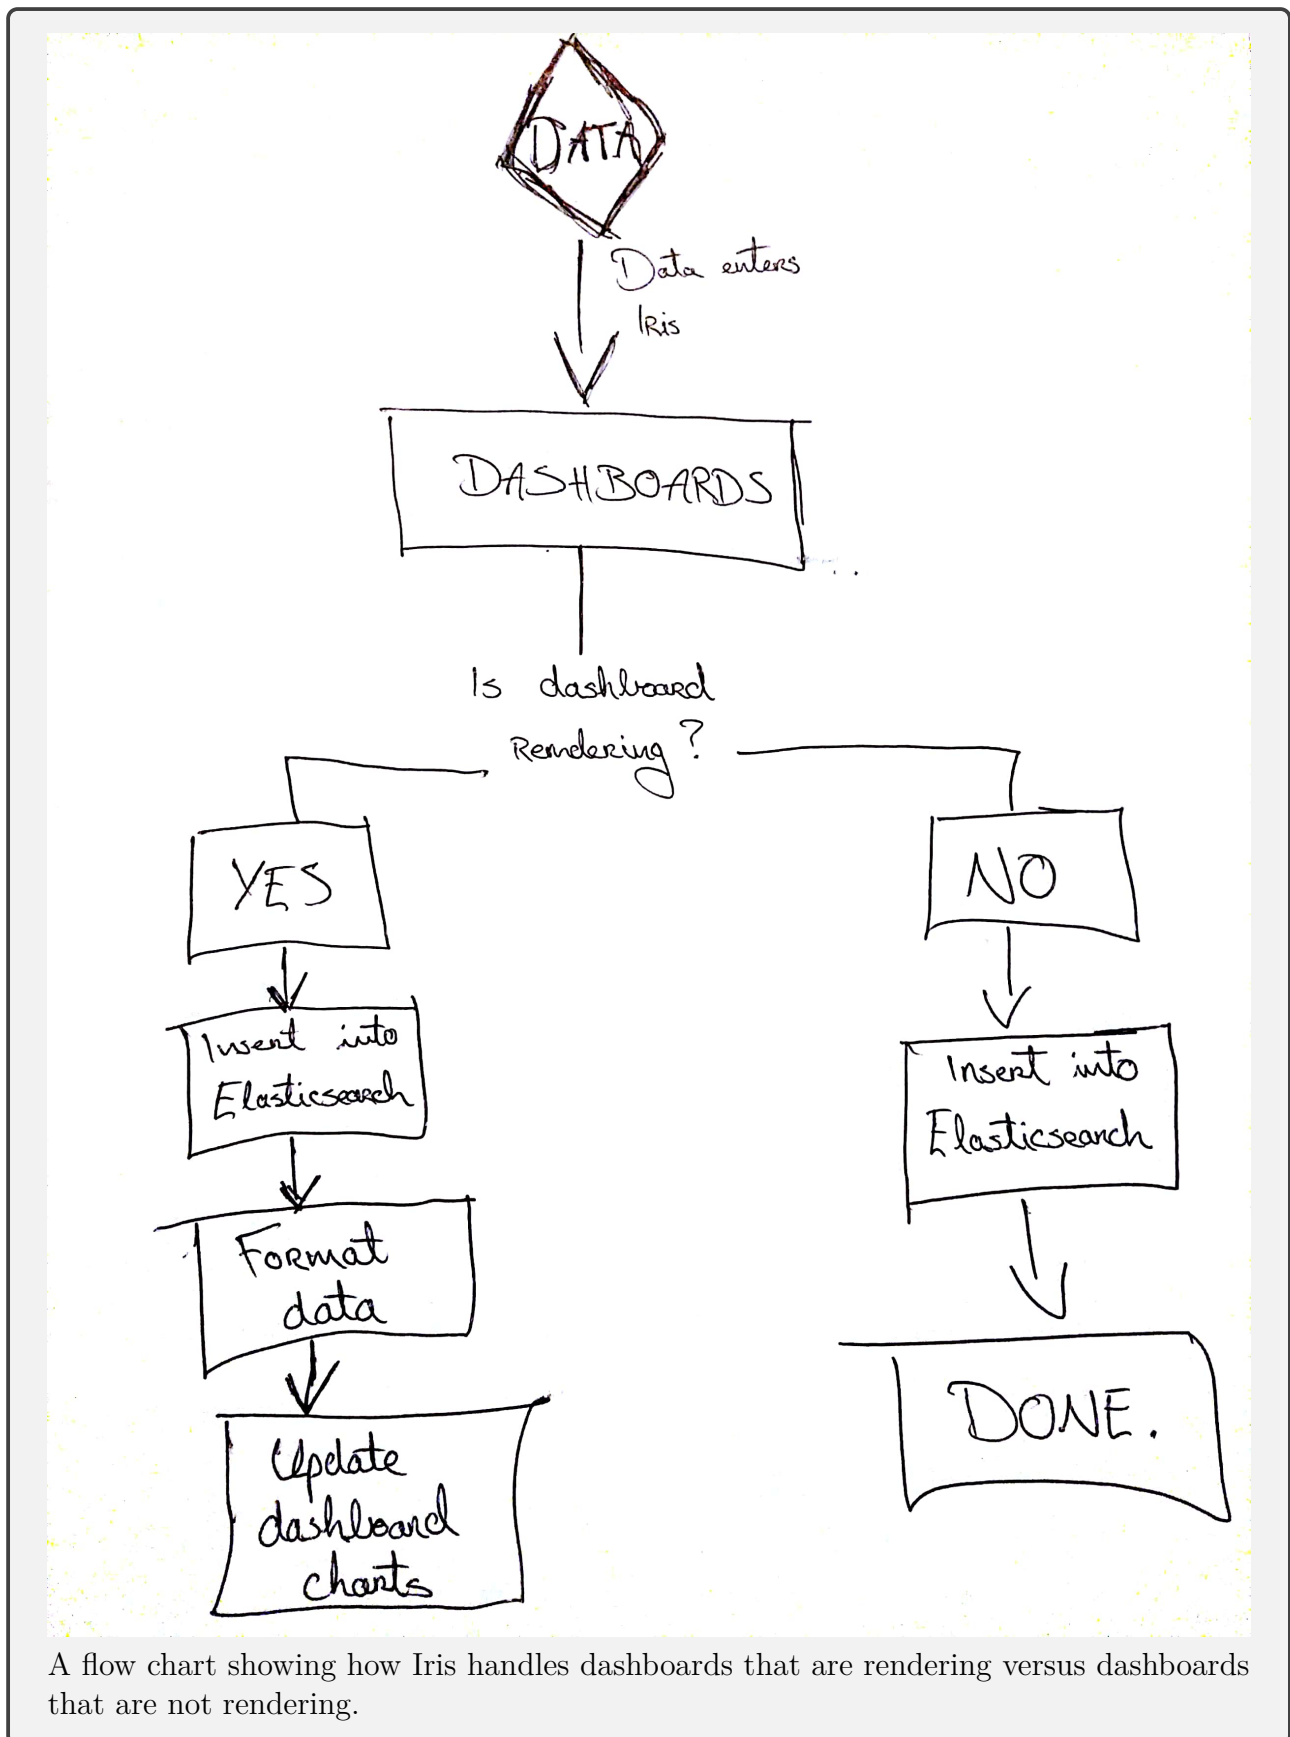 DATA
Data enters
Iris
DASHBOARDS
Is dashboard
Rendering?
YES
NO
Insert into
Elasticsearch
Insert into
Elasticsearch
Format
data
DONE.
Update
dashboard
charts
A flow chart showing how Iris handles dashboards that are rendering versus dashboards
that are not rendering.